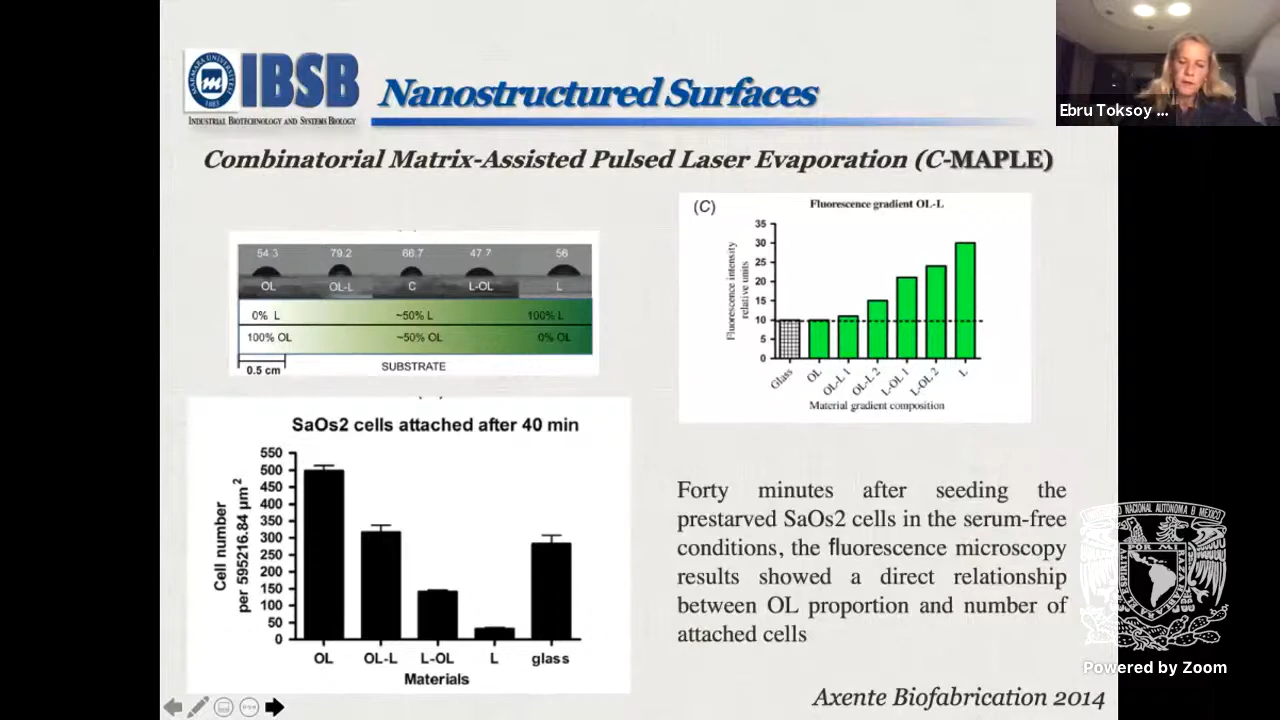 Ebru Toksoy ...
IBSB
INDUSTRIAL BIOTECHNOLOGY AND SYSTEMS BIOLOGY
Nanostructured Surfaces
Combinatorial Matrix-Assisted Pulsed Laser Evaporation (C-MAPLE)
54.3 79.2 66.7 47.7 56
OL OL-L C L-OL L
0% L ~50% L 100% L
100% OL ~50% OL 0% OL
0.5 cm SUBSTRATE
(C) Fluorescence gradient OL-L
Fluorescence intensity
relative units
35
30
25
20
15
10
5
0
Glass OL OL-L 1 OL-L 2 L-OL 1 L-OL 2 L
Material gradient composition
SaOs2 cells attached after 40 min
Cell number
per 595216.84 µm²
550
500
450
400
350
300
250
200
150
100
50
0
OL OL-L L-OL L glass
Materials
Forty minutes after seeding the
prestarved SaOs2 cells in the serum-free
conditions, the fluorescence microscopy
results showed a direct relationship
between OL proportion and number of
attached cells
Axente Biofabrication 2014
Powered by Zoom